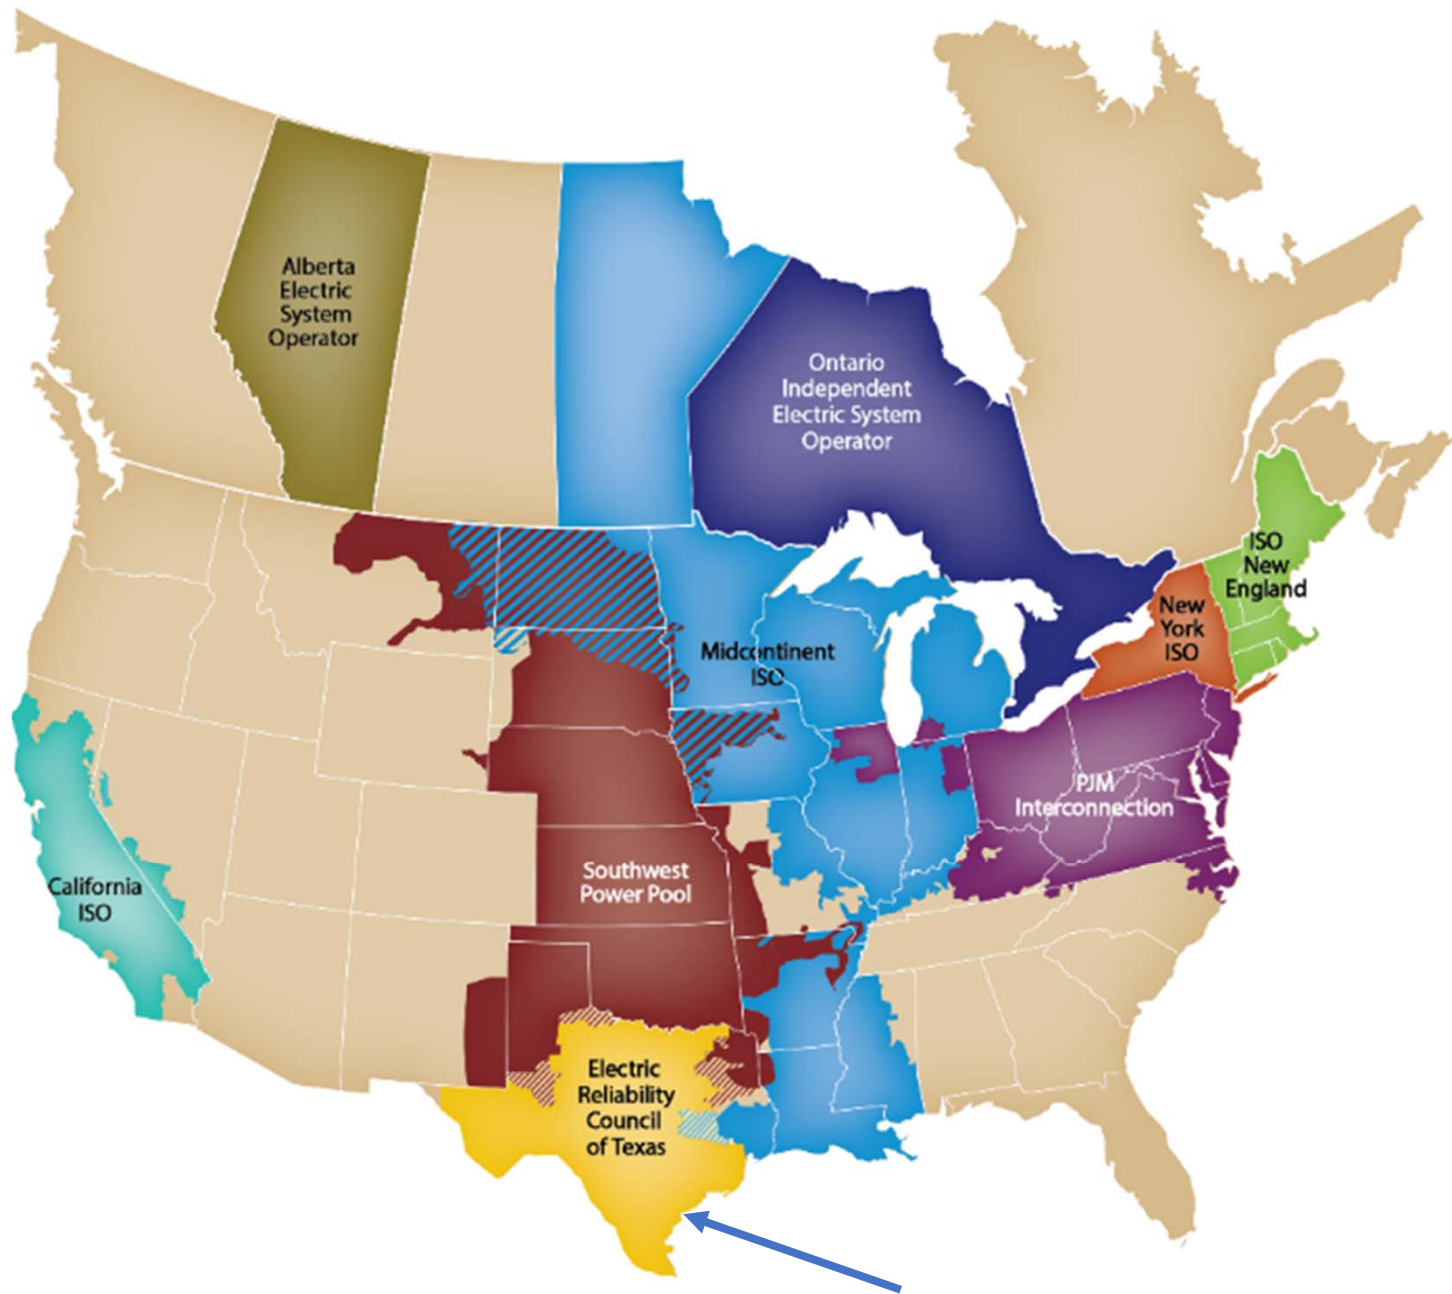 Alberta
Electric
System
Operator
Ontario
Independent
Electric System
Operator
ISO
New
England
New
York
ISO
Midcontinent
ISO
PJM
Interconnection
California
ISO
Southwest
Power Pool
Electric
Reliability
Council
of Texas